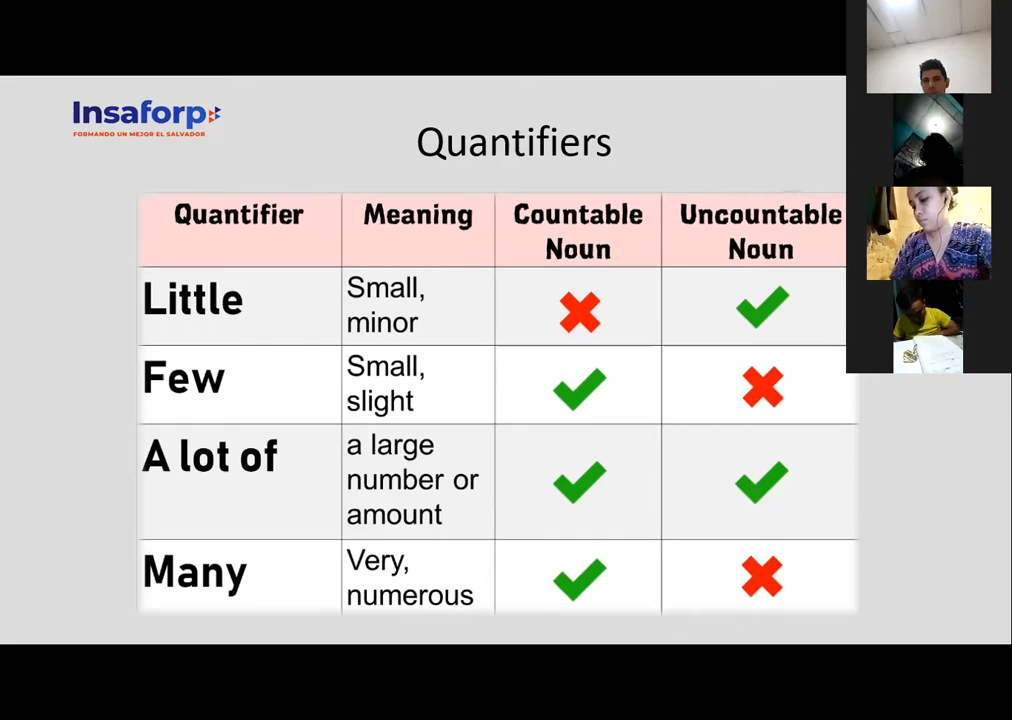 Insaforp
FORMANDO UN MEJOR EL SALVADOR
Quantifiers
Quantifier Meaning Countable Noun Uncountable Noun
Little
Small,
minor
Few
Small,
slight
A lot of
a large
number or
amount
Many
Very,
numerous